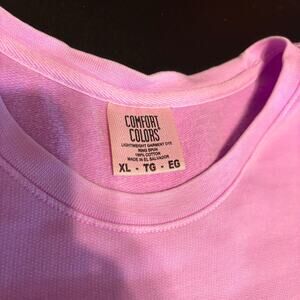 COMFORT
COLORS®
LIGHTWEIGHT GARMENT DYE
RING SPUN
100% COTTON
MADE IN EL SALVADOR
XL - TG - EG